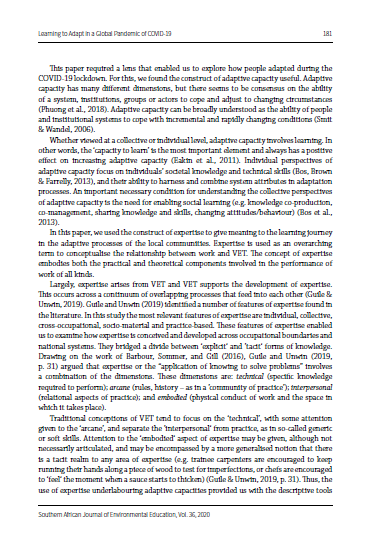 Learning to Adapt in a Global Pandemic of COVID-19 181
This paper required a lens that enabled us to explore how people adapted during the
COVID-19 lockdown. For this, we found the construct of adaptive capacity useful. Adaptive
capacity has many different dimensions, but there seems to be consensus on the ability
of a system, institutions, groups or actors to cope and adjust to changing circumstances
(Phuong et al., 2018). Adaptive capacity can be broadly understood as the ability of people
and institutional systems to cope with incremental and rapidly changing conditions (Smit
& Wandel, 2006).
Whether viewed at a collective or individual level, adaptive capacity involves learning. In
other words, the 'capacity to learn' is the most important element and always has a positive
effect on increasing adaptive capacity (Eakin et al., 2011). Individual perspectives of
adaptive capacity focus on individuals' societal knowledge and technical skills (Bos, Brown
& Farrelly, 2013), and their ability to harness and combine system attributes in adaptation
processes. An important necessary condition for understanding the collective perspectives
of adaptive capacity is the need for enabling social learning (e.g. knowledge co-production,
co-management, sharing knowledge and skills, changing attitudes/behaviour) (Bos et al.,
2013).
In this paper, we used the construct of expertise to give meaning to the learning journey
in the adaptive processes of the local communities. Expertise is used as an overarching
term to conceptualise the relationship between work and VET. The concept of expertise
embodies both the practical and theoretical components involved in the performance of
work of all kinds.
Largely, expertise arises from VET and VET supports the development of expertise.
This occurs across a continuum of overlapping processes that feed into each other (Guile &
Unwin, 2019). Guile and Unwin (2019) identified a number of features of expertise found in
the literature. In this study the most relevant features of expertise are individual, collective,
cross-occupational, socio-material and practice-based. These features of expertise enabled
us to examine how expertise is conceived and developed across occupational boundaries and
national systems. They bridged a divide between 'explicit' and 'tacit' forms of knowledge.
Drawing on the work of Barbour, Sommer, and Gill (2016), Guile and Unwin (2019,
p. 31) argued that expertise or the "application of knowing to solve problems" involves
a combination of the dimensions. These dimensions are: technical (specific knowledge
required to perform); arcane (rules, history – as in a 'community of practice'); interpersonal
(relational aspects of practice); and embodied (physical conduct of work and the space in
which it takes place).
Traditional conceptions of VET tend to focus on the 'technical', with some attention
given to the 'arcane', and separate the 'interpersonal' from practice, as in so-called generic
or soft skills. Attention to the 'embodied' aspect of expertise may be given, although not
necessarily articulated, and may be encompassed by a more generalised notion that there
is a tacit realm to any area of expertise (e.g. trainee carpenters are encouraged to keep
running their hands along a piece of wood to test for imperfections, or chefs are encouraged
to 'feel' the moment when a sauce starts to thicken) (Guile & Unwin, 2019, p. 31). Thus, the
use of expertise underlabouring adaptive capacities provided us with the descriptive tools
Southern African Journal of Environmental Education, Vol. 36, 2020